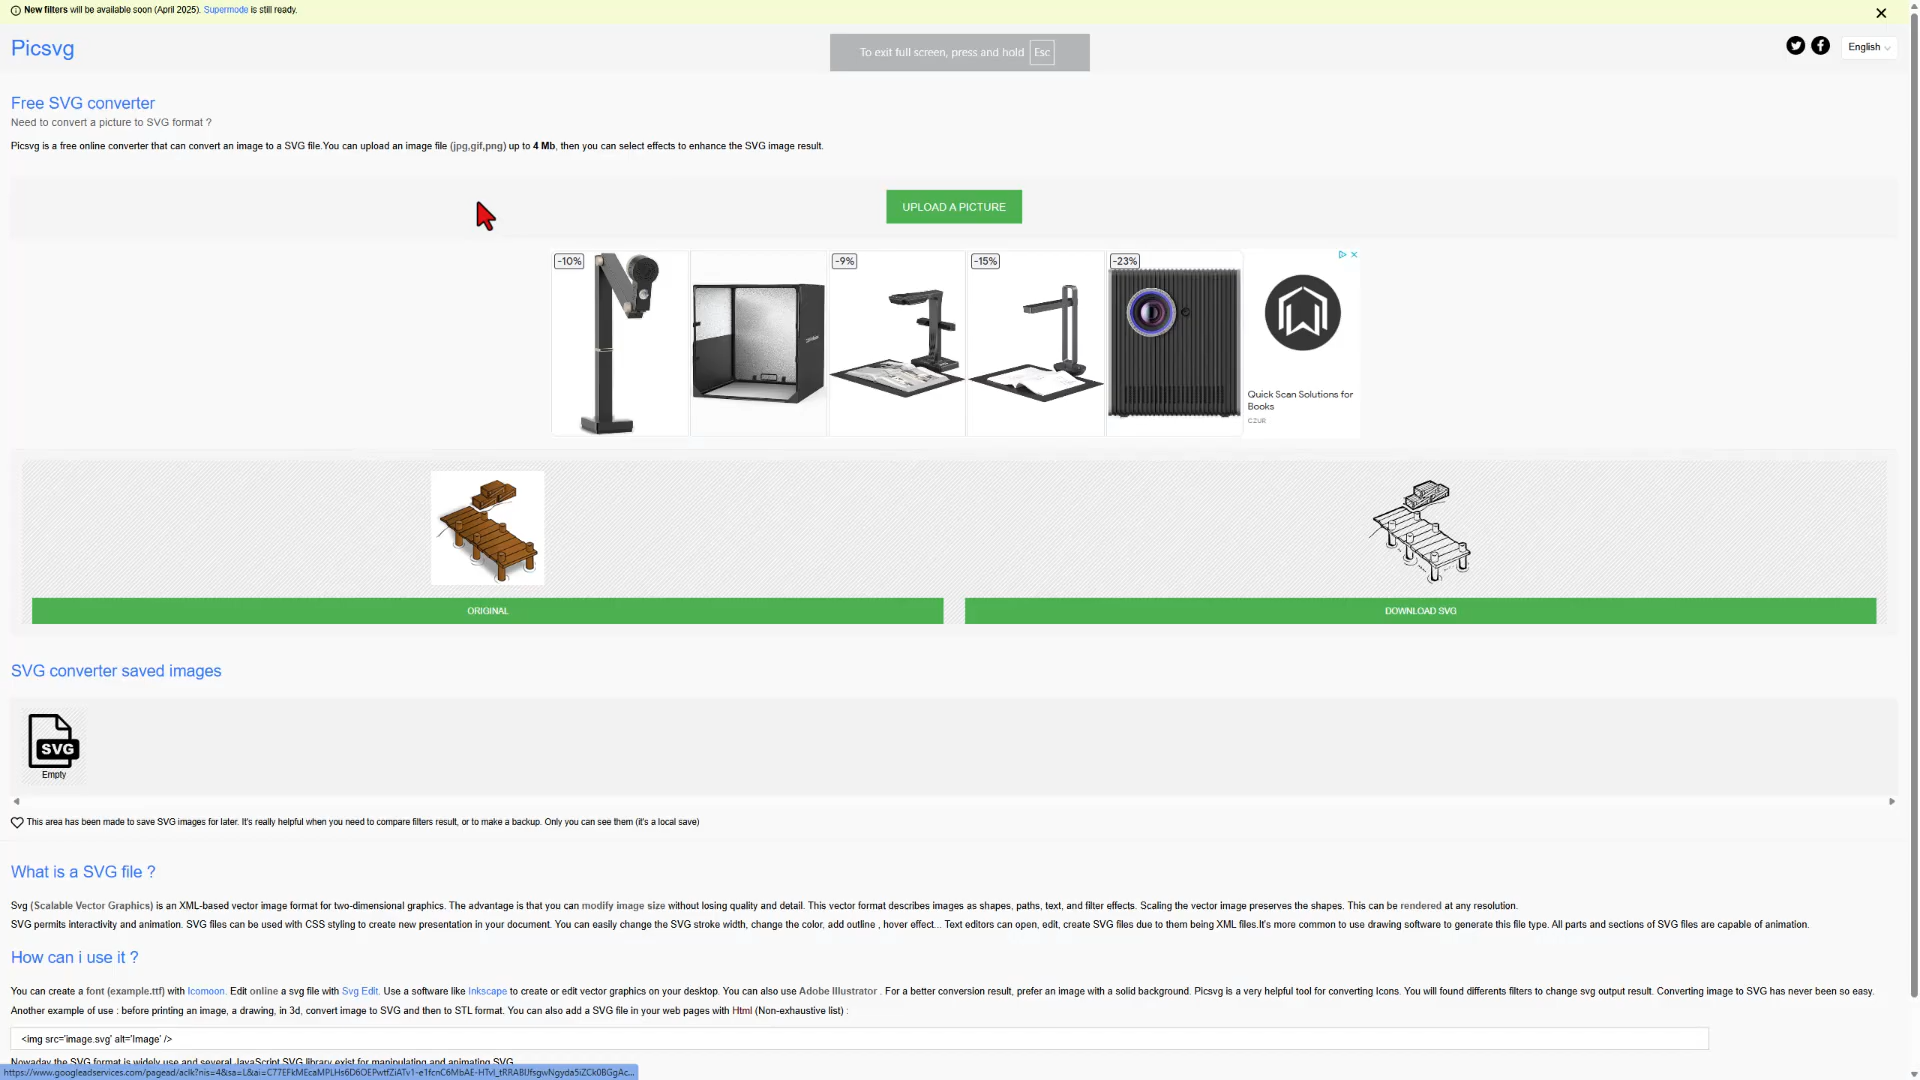 New filters will be available soon (April 2025). Supermode is still ready.
Picsvg
To exit full screen, press and hold Esc
English
Free SVG converter
Need to convert a picture to SVG format ?
Picsvg is a free online converter that can convert an image to a SVG file.You can upload an image file (jpg,gif,png) up to 4 Mb, then you can select effects to enhance the SVG image result.
UPLOAD A PICTURE
-10%
-9%
-15%
-23%
Quick Scan Solutions for
Books
CZUR
ORIGINAL
DOWNLOAD SVG
SVG converter saved images
SVG
Empty
This area has been made to save SVG images for later. It's really helpful when you need to compare filters result, or to make a backup. Only you can see them (it's a local save)
What is a SVG file ?
Svg (Scalable Vector Graphics) is an XML-based vector image format for two-dimensional graphics. The advantage is that you can modify image size without losing quality and detail. This vector format describes images as shapes, paths, text, and filter effects. Scaling the vector image preserves the shapes. This can be rendered at any resolution.
SVG permits interactivity and animation. SVG files can be used with CSS styling to create new presentation in your document. You can easily change the SVG stroke width, change the color, add outline , hover effect... Text editors can open, edit, create SVG files due to them being XML files.It's more common to use drawing software to generate this file type. All parts and sections of SVG files are capable of animation.
How can i use it ?
You can create a font (example.ttf) with Icomoon. Edit online a svg file with Svg Edit. Use a software like Inkscape to create or edit vector graphics on your desktop. You can also use Adobe Illustrator . For a better conversion result, prefer an image with a solid background. Picsvg is a very helpful tool for converting Icons. You will found differents filters to change svg output result. Converting image to SVG has never been so easy.
Another example of use : before printing an image, a drawing, in 3d, convert image to SVG and then to STL format. You can also add a SVG file in your web pages with Html (Non-exhaustive list) :
<img src='image.svg' alt='Image' />
Nowaday the SVG format is widely use and several JavaScript SVG library exist for manipulating and animating SVG